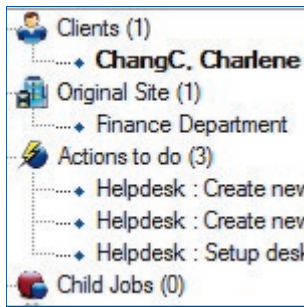 Clients (1)
ChangC, Charlene
Original Site (1)
Finance Department
Actions to do (3)
Helpdesk : Create new
Helpdesk : Create new
Helpdesk : Setup desk
Child Jobs (0)